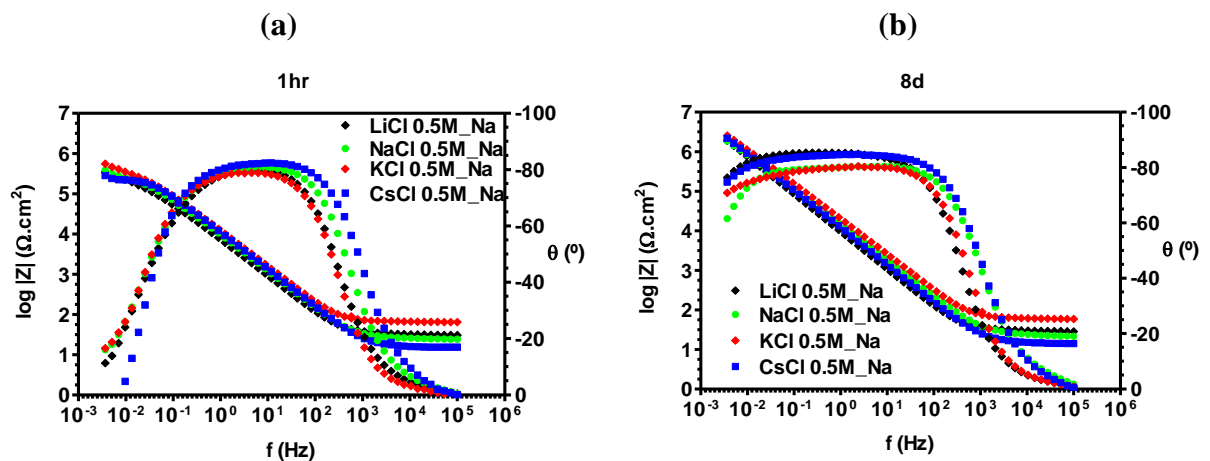 (a)
(b)
1hr
8d
7
6
5
4
3
2
1
0
log |Z| (Ω.cm²)
-100
-80
-60
-40
-20
0
θ (º)
LiCl 0.5M_Na
NaCl 0.5M_Na
KCl 0.5M_Na
CsCl 0.5M_Na
10⁻³ 10⁻² 10⁻¹ 10⁰ 10¹ 10² 10³ 10⁴ 10⁵ 10⁶
f (Hz)
7
6
5
4
3
2
1
0
log |Z| (Ω.cm²)
-100
-80
-60
-40
-20
0
θ (º)
LiCl 0.5M_Na
NaCl 0.5M_Na
KCl 0.5M_Na
CsCl 0.5M_Na
10⁻³ 10⁻² 10⁻¹ 10⁰ 10¹ 10² 10³ 10⁴ 10⁵ 10⁶
f (Hz)